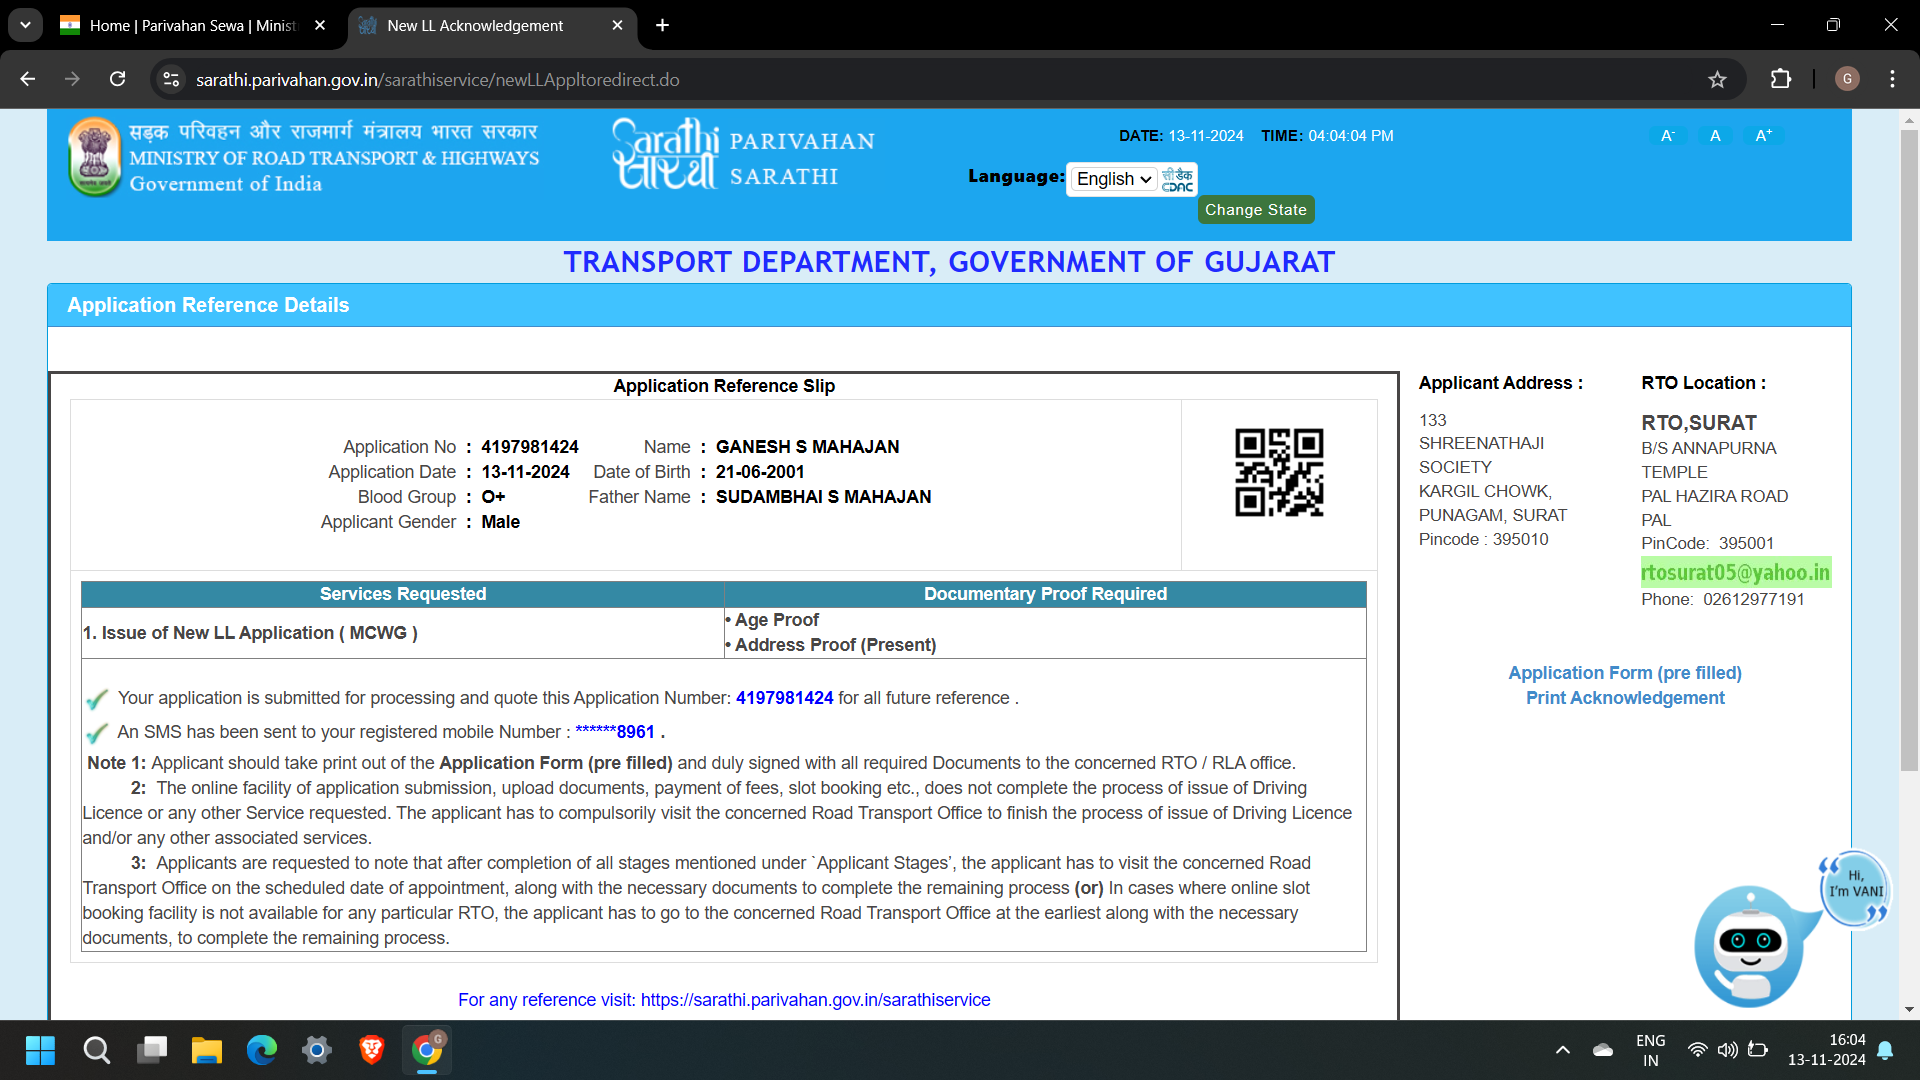 Home | Parivahan Sewa | Minist
New LL Acknowledgement
sarathi.parivahan.gov.in/sarathiservice/newLLAppltoredirect.do
G
सड़क परिवहन और राजमार्ग मंत्रालय भारत सरकार
MINISTRY OF ROAD TRANSPORT & HIGHWAYS
Government of India
Sarathi
सारथी
PARIVAHAN
SARATHI
DATE: 13-11-2024 TIME: 04:04:04 PM
A- A A+
Language: English
सी डैक
CDAC
Change State
TRANSPORT DEPARTMENT, GOVERNMENT OF GUJARAT
Application Reference Details
Application Reference Slip
Application No : 4197981424 Name : GANESH S MAHAJAN
Application Date : 13-11-2024 Date of Birth : 21-06-2001
Blood Group : O+ Father Name : SUDAMBHAI S MAHAJAN
Applicant Gender : Male
Services Requested Documentary Proof Required
1. Issue of New LL Application ( MCWG )
• Age Proof
• Address Proof (Present)
Your application is submitted for processing and quote this Application Number: 4197981424 for all future reference .
An SMS has been sent to your registered mobile Number : ******8961 .
Note 1: Applicant should take print out of the Application Form (pre filled) and duly signed with all required Documents to the concerned RTO / RLA office.
2: The online facility of application submission, upload documents, payment of fees, slot booking etc., does not complete the process of issue of Driving
Licence or any other Service requested. The applicant has to compulsorily visit the concerned Road Transport Office to finish the process of issue of Driving Licence
and/or any other associated services.
3: Applicants are requested to note that after completion of all stages mentioned under `Applicant Stages’, the applicant has to visit the concerned Road
Transport Office on the scheduled date of appointment, along with the necessary documents to complete the remaining process (or) In cases where online slot
booking facility is not available for any particular RTO, the applicant has to go to the concerned Road Transport Office at the earliest along with the necessary
documents, to complete the remaining process.
For any reference visit: https://sarathi.parivahan.gov.in/sarathiservice
Applicant Address :
133
SHREENATHAJI
SOCIETY
KARGIL CHOWK,
PUNAGAM, SURAT
Pincode : 395010
RTO Location :
RTO,SURAT
B/S ANNAPURNA
TEMPLE
PAL HAZIRA ROAD
PAL
PinCode: 395001
rtosurat05@yahoo.in
Phone: 02612977191
Application Form (pre filled)
Print Acknowledgement
Hi,
I'm VANI
G
ENG
IN
16:04
13-11-2024